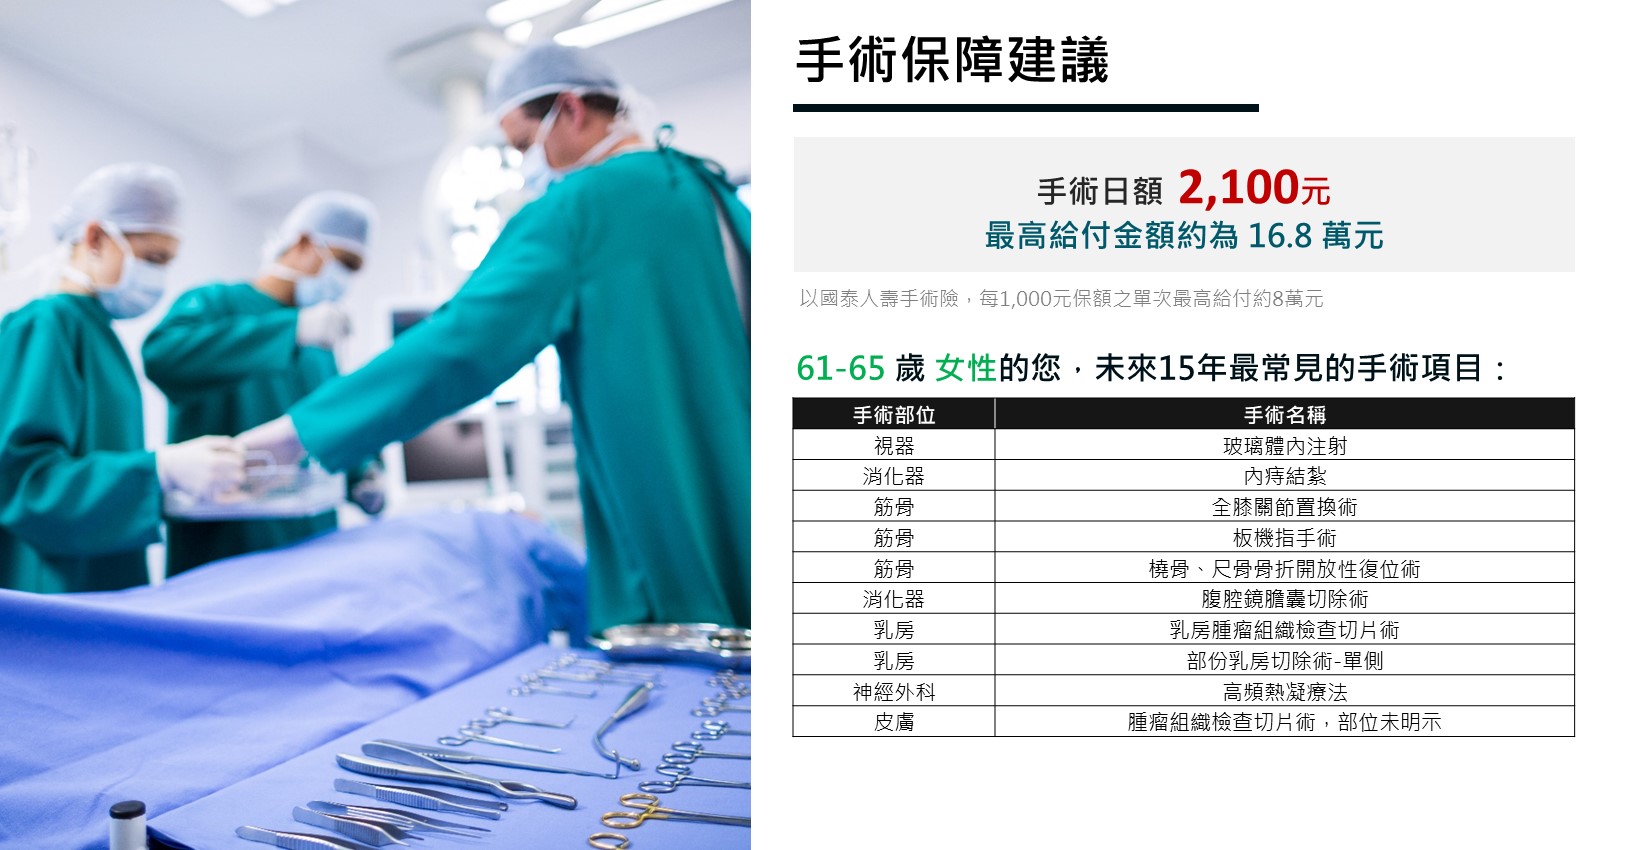 手術保障建議
手術日額 2,100元
最高給付金額約為 16.8 萬元
以國泰人壽手術險，每1,000元保額之單次最高給付約8萬元
61-65 歲 女性的您，未來15年最常見的手術項目：
手術部位 手術名稱
視器 玻璃體內注射
消化器 內痔結紮
筋骨 全膝關節置換術
筋骨 板機指手術
筋骨 橈骨、尺骨骨折開放性復位術
消化器 腹腔鏡膽囊切除術
乳房 乳房腫瘤組織檢查切片術
乳房 部份乳房切除術-單側
神經外科 高頻熱凝療法
皮膚 腫瘤組織檢查切片術，部位未明示